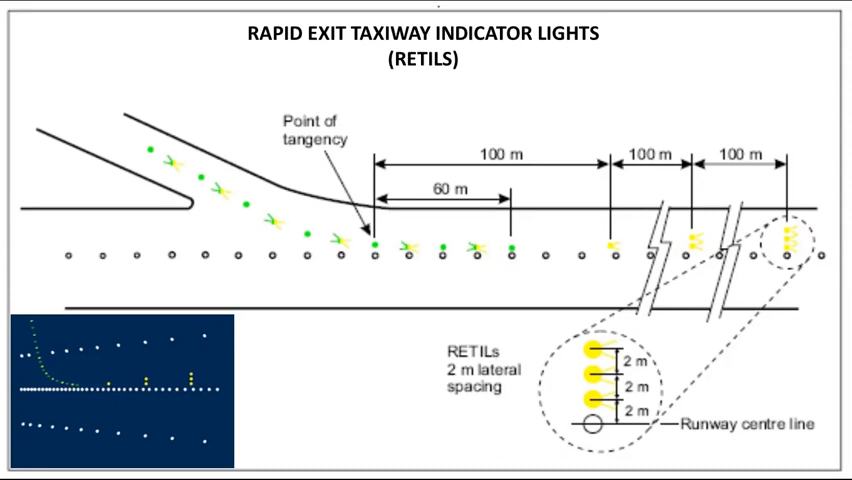 RAPID EXIT TAXIWAY INDICATOR LIGHTS
(RETILS)
Point of
tangency
100 m
100 m
100 m
60 m
RETILs
2 m lateral
spacing
2 m
2 m
2 m
Runway centre line